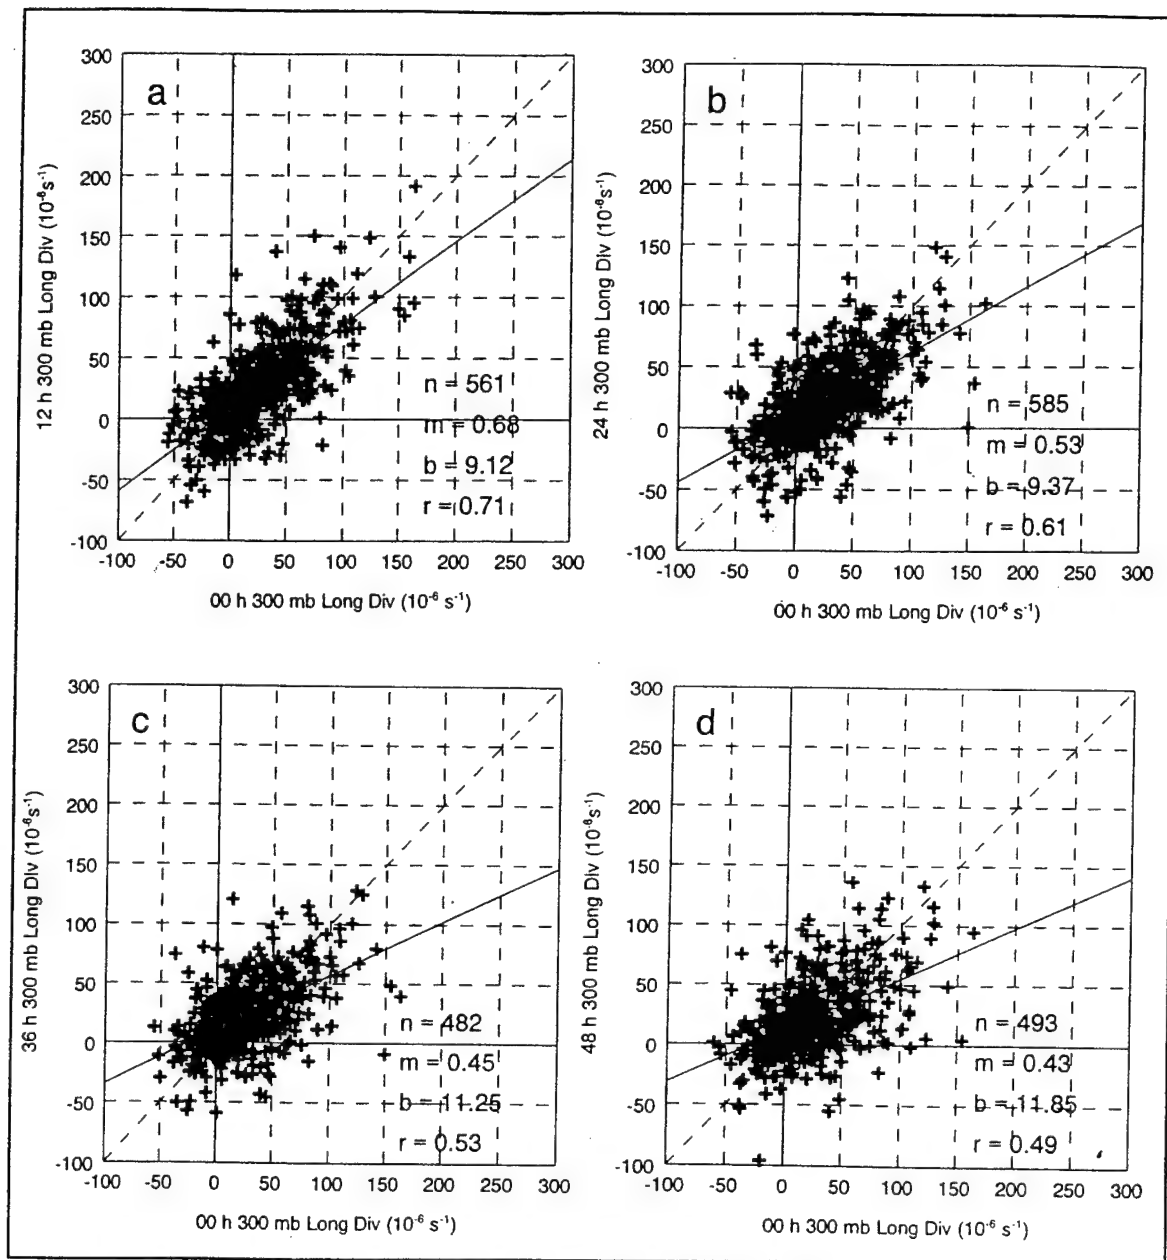 a
300
250
200
150
100
50
0
-50
-100
12 h 300 mb Long Div (10⁻⁶s⁻¹)
n = 561
m = 0.68
b = 9.12
r = 0.71
-100 -50 0 50 100 150 200 250 300
00 h 300 mb Long Div (10⁻⁶ s⁻¹)
b
300
250
200
150
100
50
0
-50
-100
24 h 300 mb Long Div (10⁻⁶s⁻¹)
n = 585
m = 0.53
b = 9.37
r = 0.61
-100 -50 0 50 100 150 200 250 300
00 h 300 mb Long Div (10⁻⁶ s⁻¹)
c
300
250
200
150
100
50
0
-50
-100
36 h 300 mb Long Div (10⁻⁶s⁻¹)
n = 482
m = 0.45
b = 11.25
r = 0.53
-100 -50 0 50 100 150 200 250 300
00 h 300 mb Long Div (10⁻⁶ s⁻¹)
d
300
250
200
150
100
50
0
-50
-100
48 h 300 mb Long Div (10⁻⁶s⁻¹)
n = 493
m = 0.43
b = 11.85
r = 0.49
-100 -50 0 50 100 150 200 250 300
00 h 300 mb Long Div (10⁻⁶ s⁻¹)